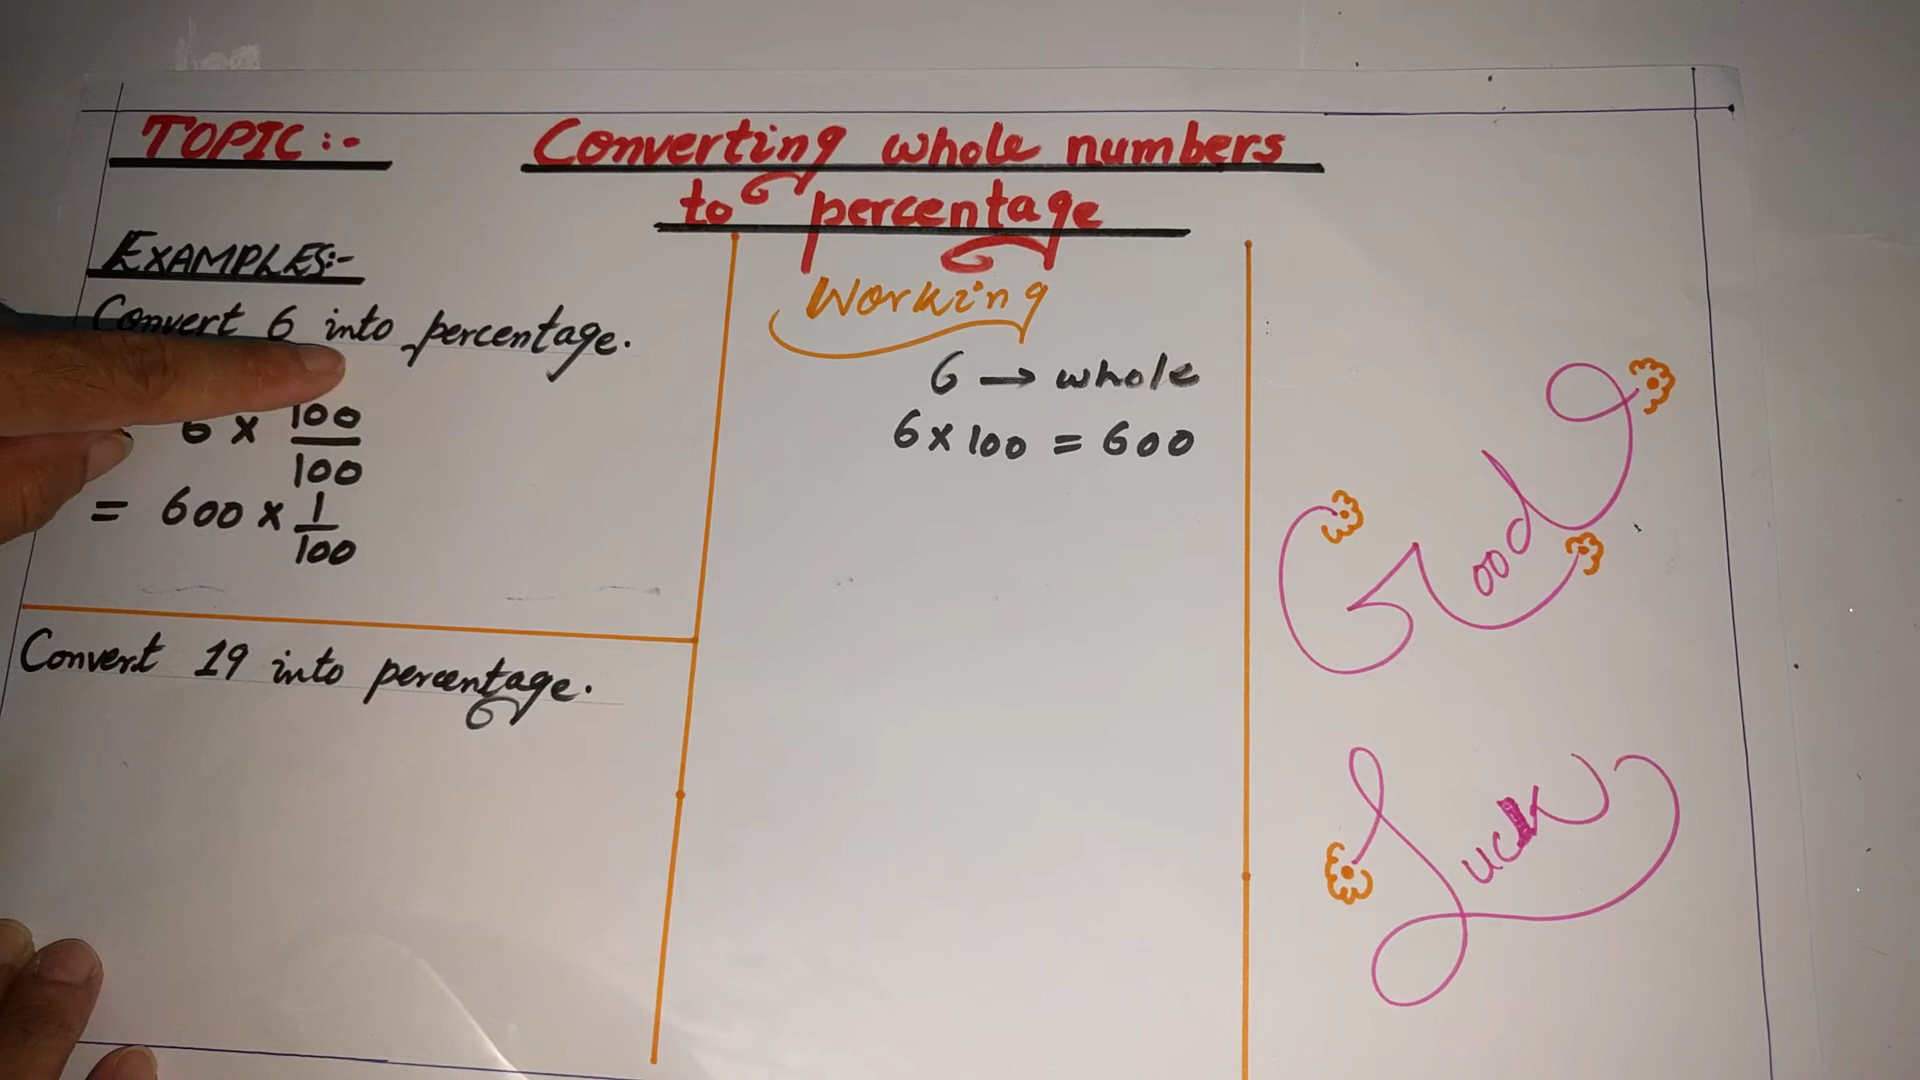 TOPIC:-
Converting whole numbers
to percentage
EXAMPLES:-
Convert 6 into percentage.
6 × 100/100
= 600 × 1/100
Convert 19 into percentage.
Working
6 → whole
6 × 100 = 600
Good
Luck